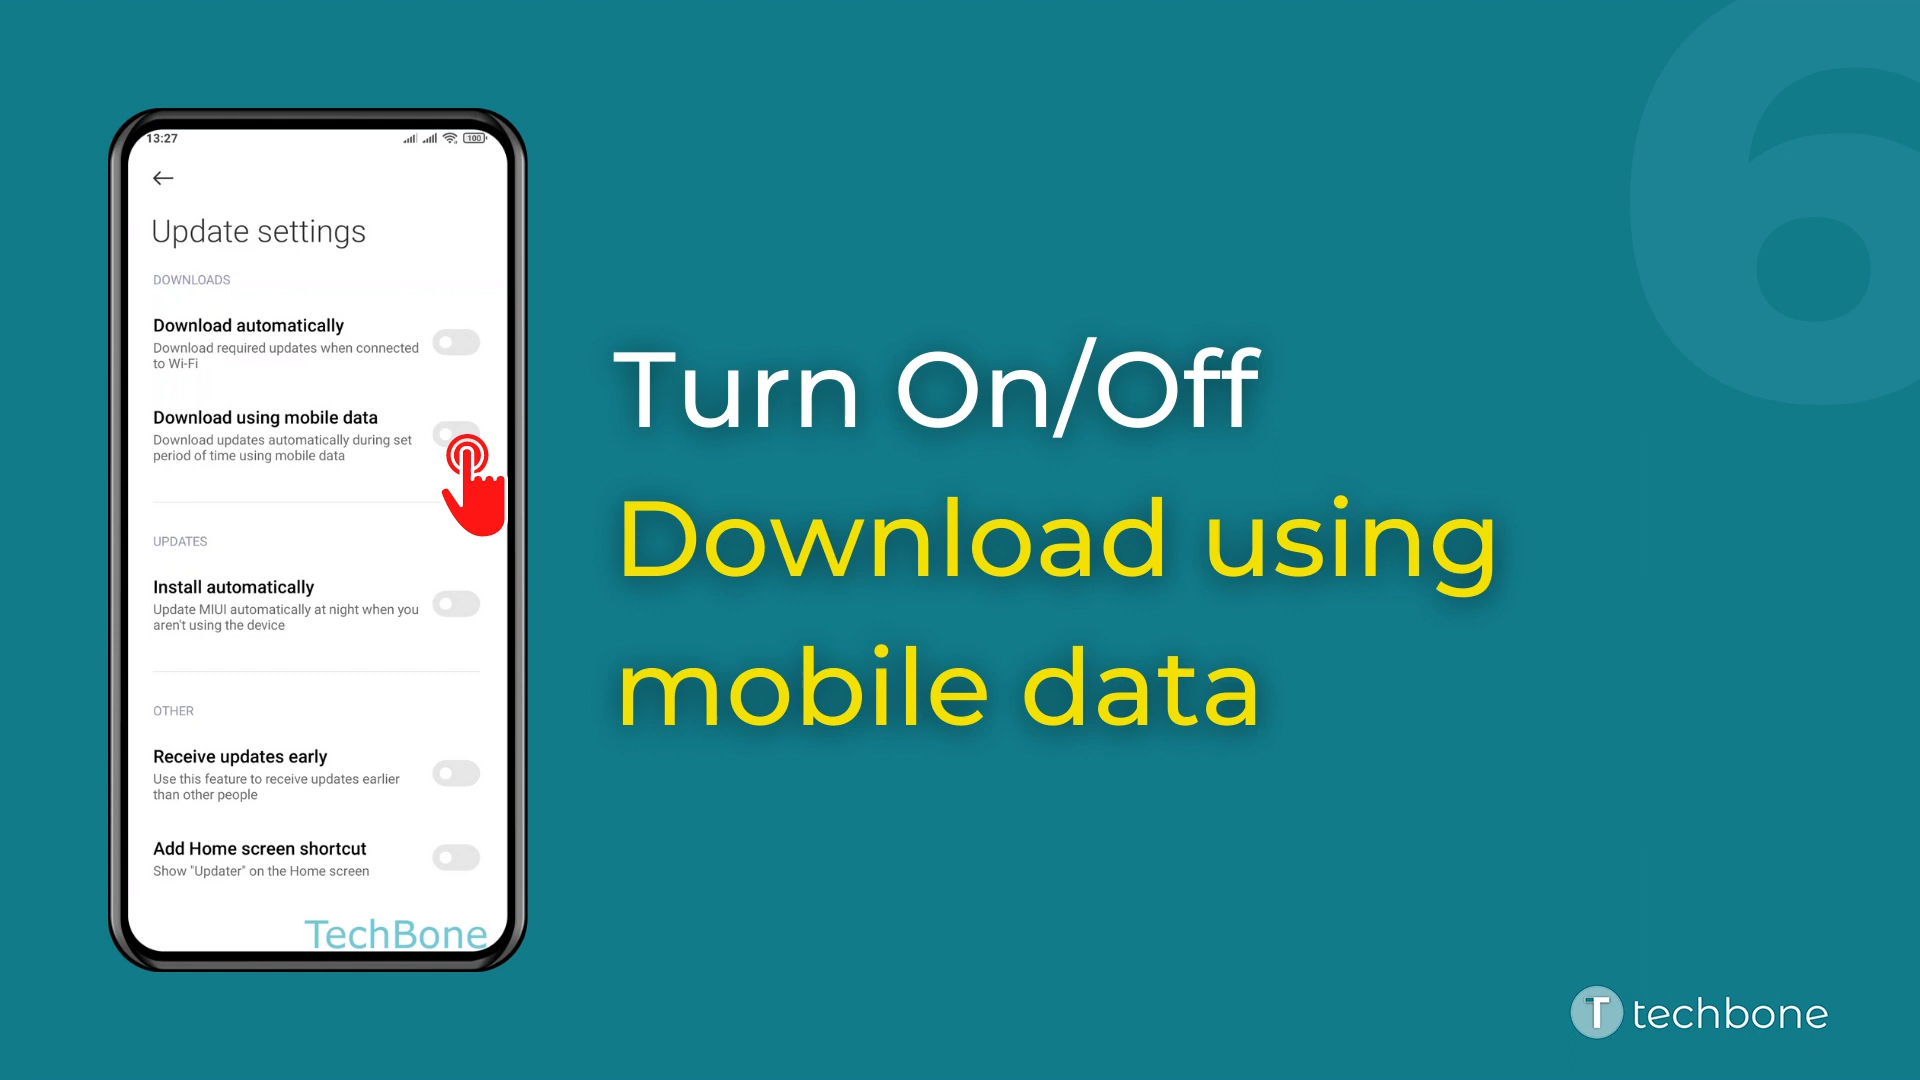 13:27
100
Update settings
DOWNLOADS
Download automatically
Download required updates when connected
to Wi-Fi
Download using mobile data
Download updates automatically during set
period of time using mobile data
UPDATES
Install automatically
Update MIUI automatically at night when you
aren't using the device
OTHER
Receive updates early
Use this feature to receive updates earlier
than other people
Add Home screen shortcut
Show "Updater" on the Home screen
TechBone
6
Turn On/Off
Download using
mobile data
T techbone